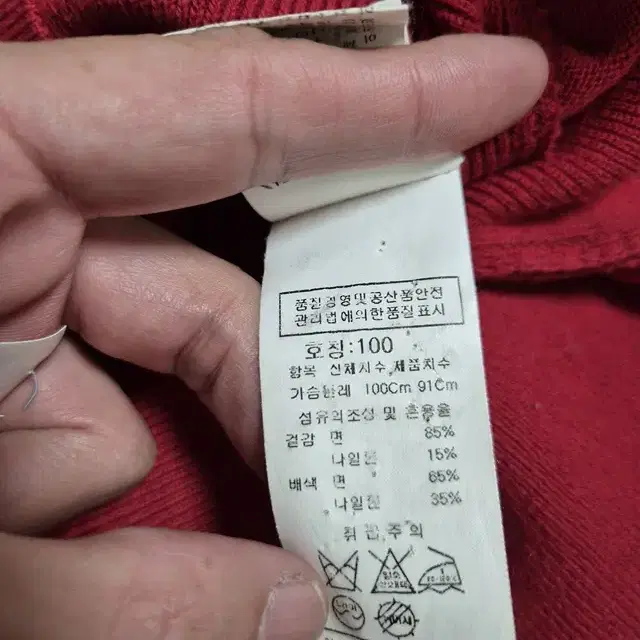 품질경영및공산품안전
관리법에의한품질표시
호칭:100
항목 신체치수 제품치수
가슴둘레 100Cm 91Cm
섬유의조성 및 혼용율
겉감 면 85%
나일론 15%
배색 면 65%
나일론 35%
취급주의
염소